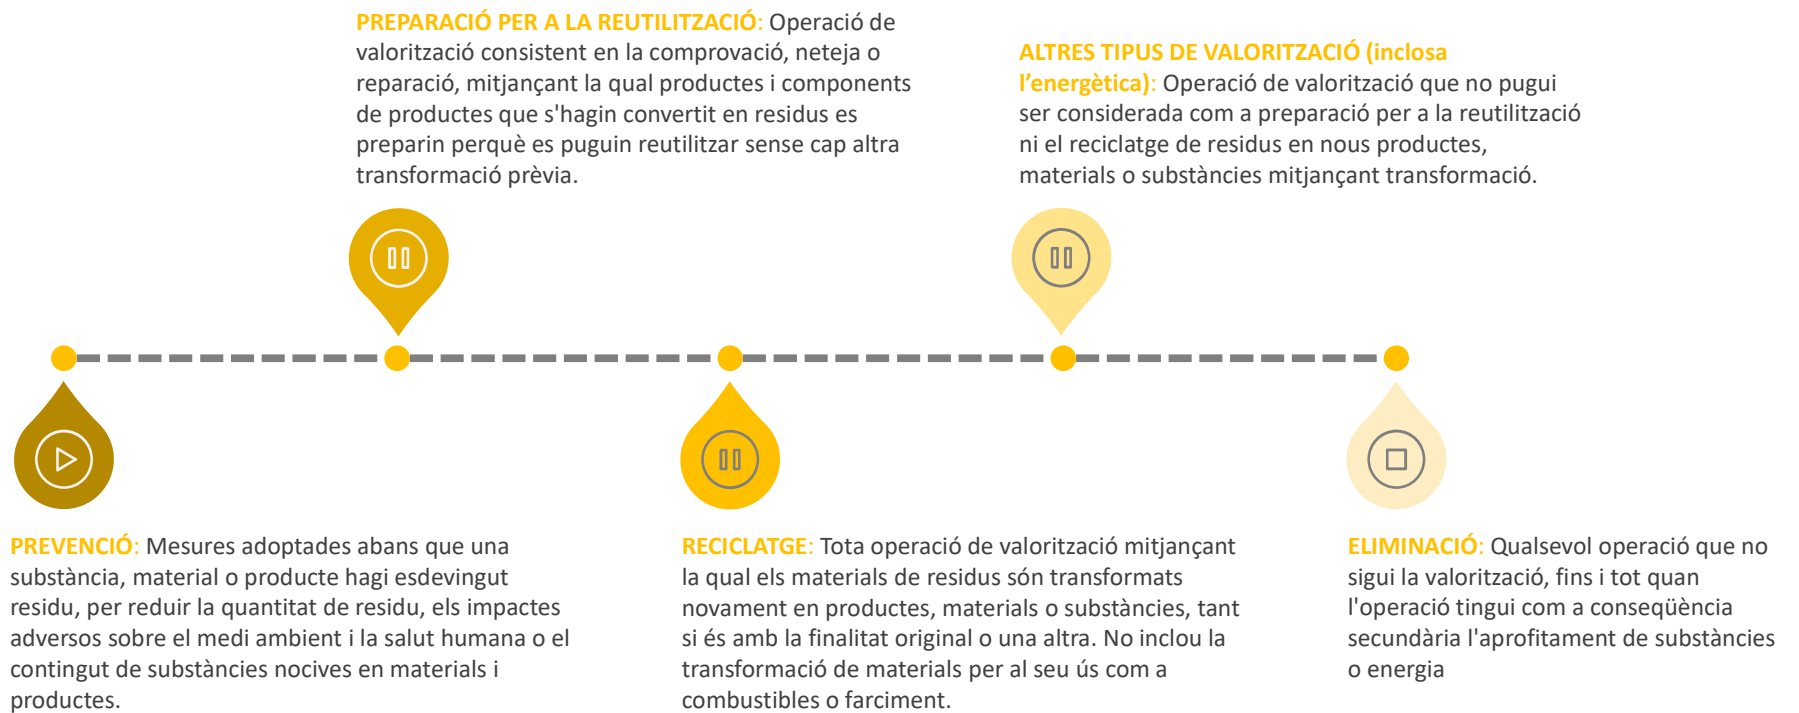 PREPARACIÓ PER A LA REUTILITZACIÓ: Operació de
valorització consistent en la comprovació, neteja o
reparació, mitjançant la qual productes i components
de productes que s'hagin convertit en residus es
preparin perquè es puguin reutilitzar sense cap altra
transformació prèvia.
ALTRES TIPUS DE VALORITZACIÓ (inclosa
l’energètica): Operació de valorització que no pugui
ser considerada com a preparació per a la reutilització
ni el reciclatge de residus en nous productes,
materials o substàncies mitjançant transformació.
PREVENCIÓ: Mesures adoptades abans que una
substància, material o producte hagi esdevingut
residu, per reduir la quantitat de residu, els impactes
adversos sobre el medi ambient i la salut humana o el
contingut de substàncies nocives en materials i
productes.
RECICLATGE: Tota operació de valorització mitjançant
la qual els materials de residus són transformats
novament en productes, materials o substàncies, tant
si és amb la finalitat original o una altra. No inclou la
transformació de materials per al seu ús com a
combustibles o farciment.
ELIMINACIÓ: Qualsevol operació que no
sigui la valorització, fins i tot quan
l'operació tingui com a conseqüència
secundària l'aprofitament de substàncies
o energia